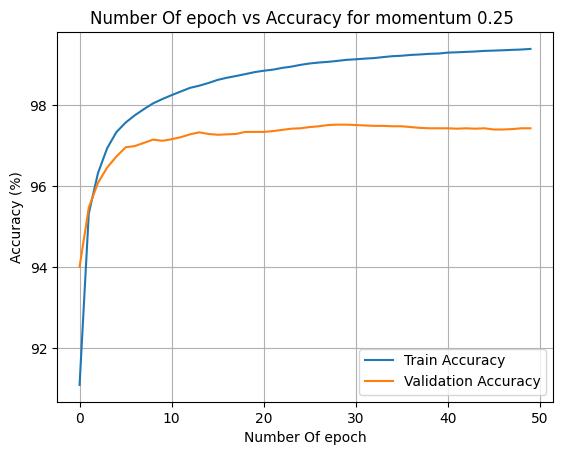 Number Of epoch vs Accuracy for momentum 0.25
Accuracy (%)
98
96
94
92
0 10 20 30 40 50
Number Of epoch
Train Accuracy
Validation Accuracy